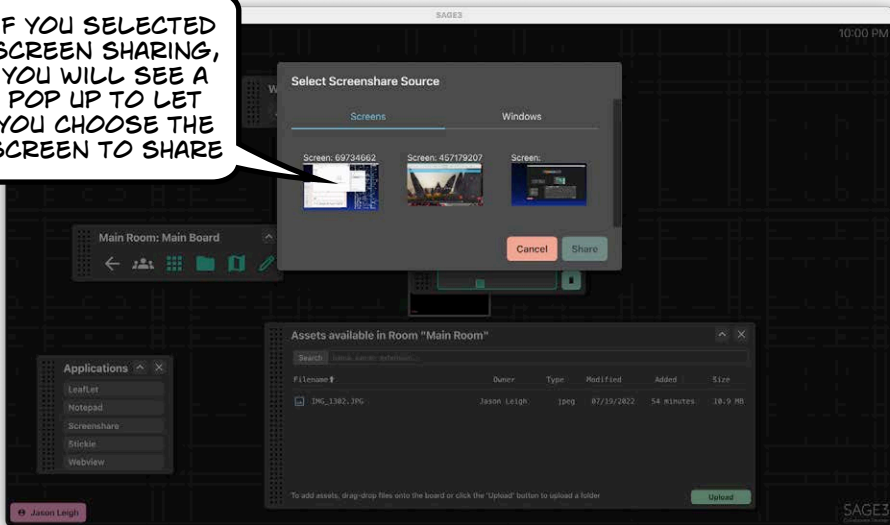 IF YOU SELECTED
SCREEN SHARING,
YOU WILL SEE A
POP UP TO LET
YOU CHOOSE THE
SCREEN TO SHARE
SAGE3
10:00 PM
Select Screenshare Source
Screens Windows
Screen: 69734662 Screen: 457179207 Screen:
Cancel Share
Main Room: Main Board
Assets available in Room "Main Room"
Search name, owner, extension...
Filename Owner Type Modified Added Size
IMG_1302.JPG Jason Leigh jpeg 07/19/2022 54 minutes 10.9 MB
Applications
LeafLet
Notepad
Screenshare
Stickie
Webview
To add assets, drag-drop files onto the board or click the 'Upload' button to upload a folder
Upload
Jason Leigh
SAGE3